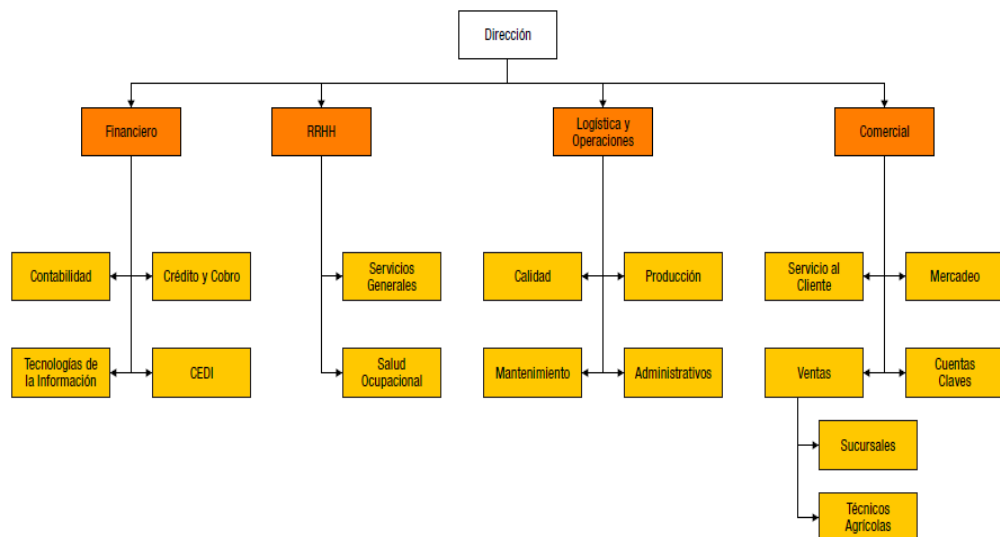 Dirección
Financiero
RRHH
Logística y
Operaciones
Comercial
Contabilidad
Crédito y Cobro
Servicios
Generales
Calidad
Producción
Servicio al
Cliente
Mercadeo
Tecnologías de
la Información
CEDI
Salud
Ocupacional
Mantenimiento
Administrativos
Ventas
Cuentas
Claves
Sucursales
Técnicos
Agrícolas